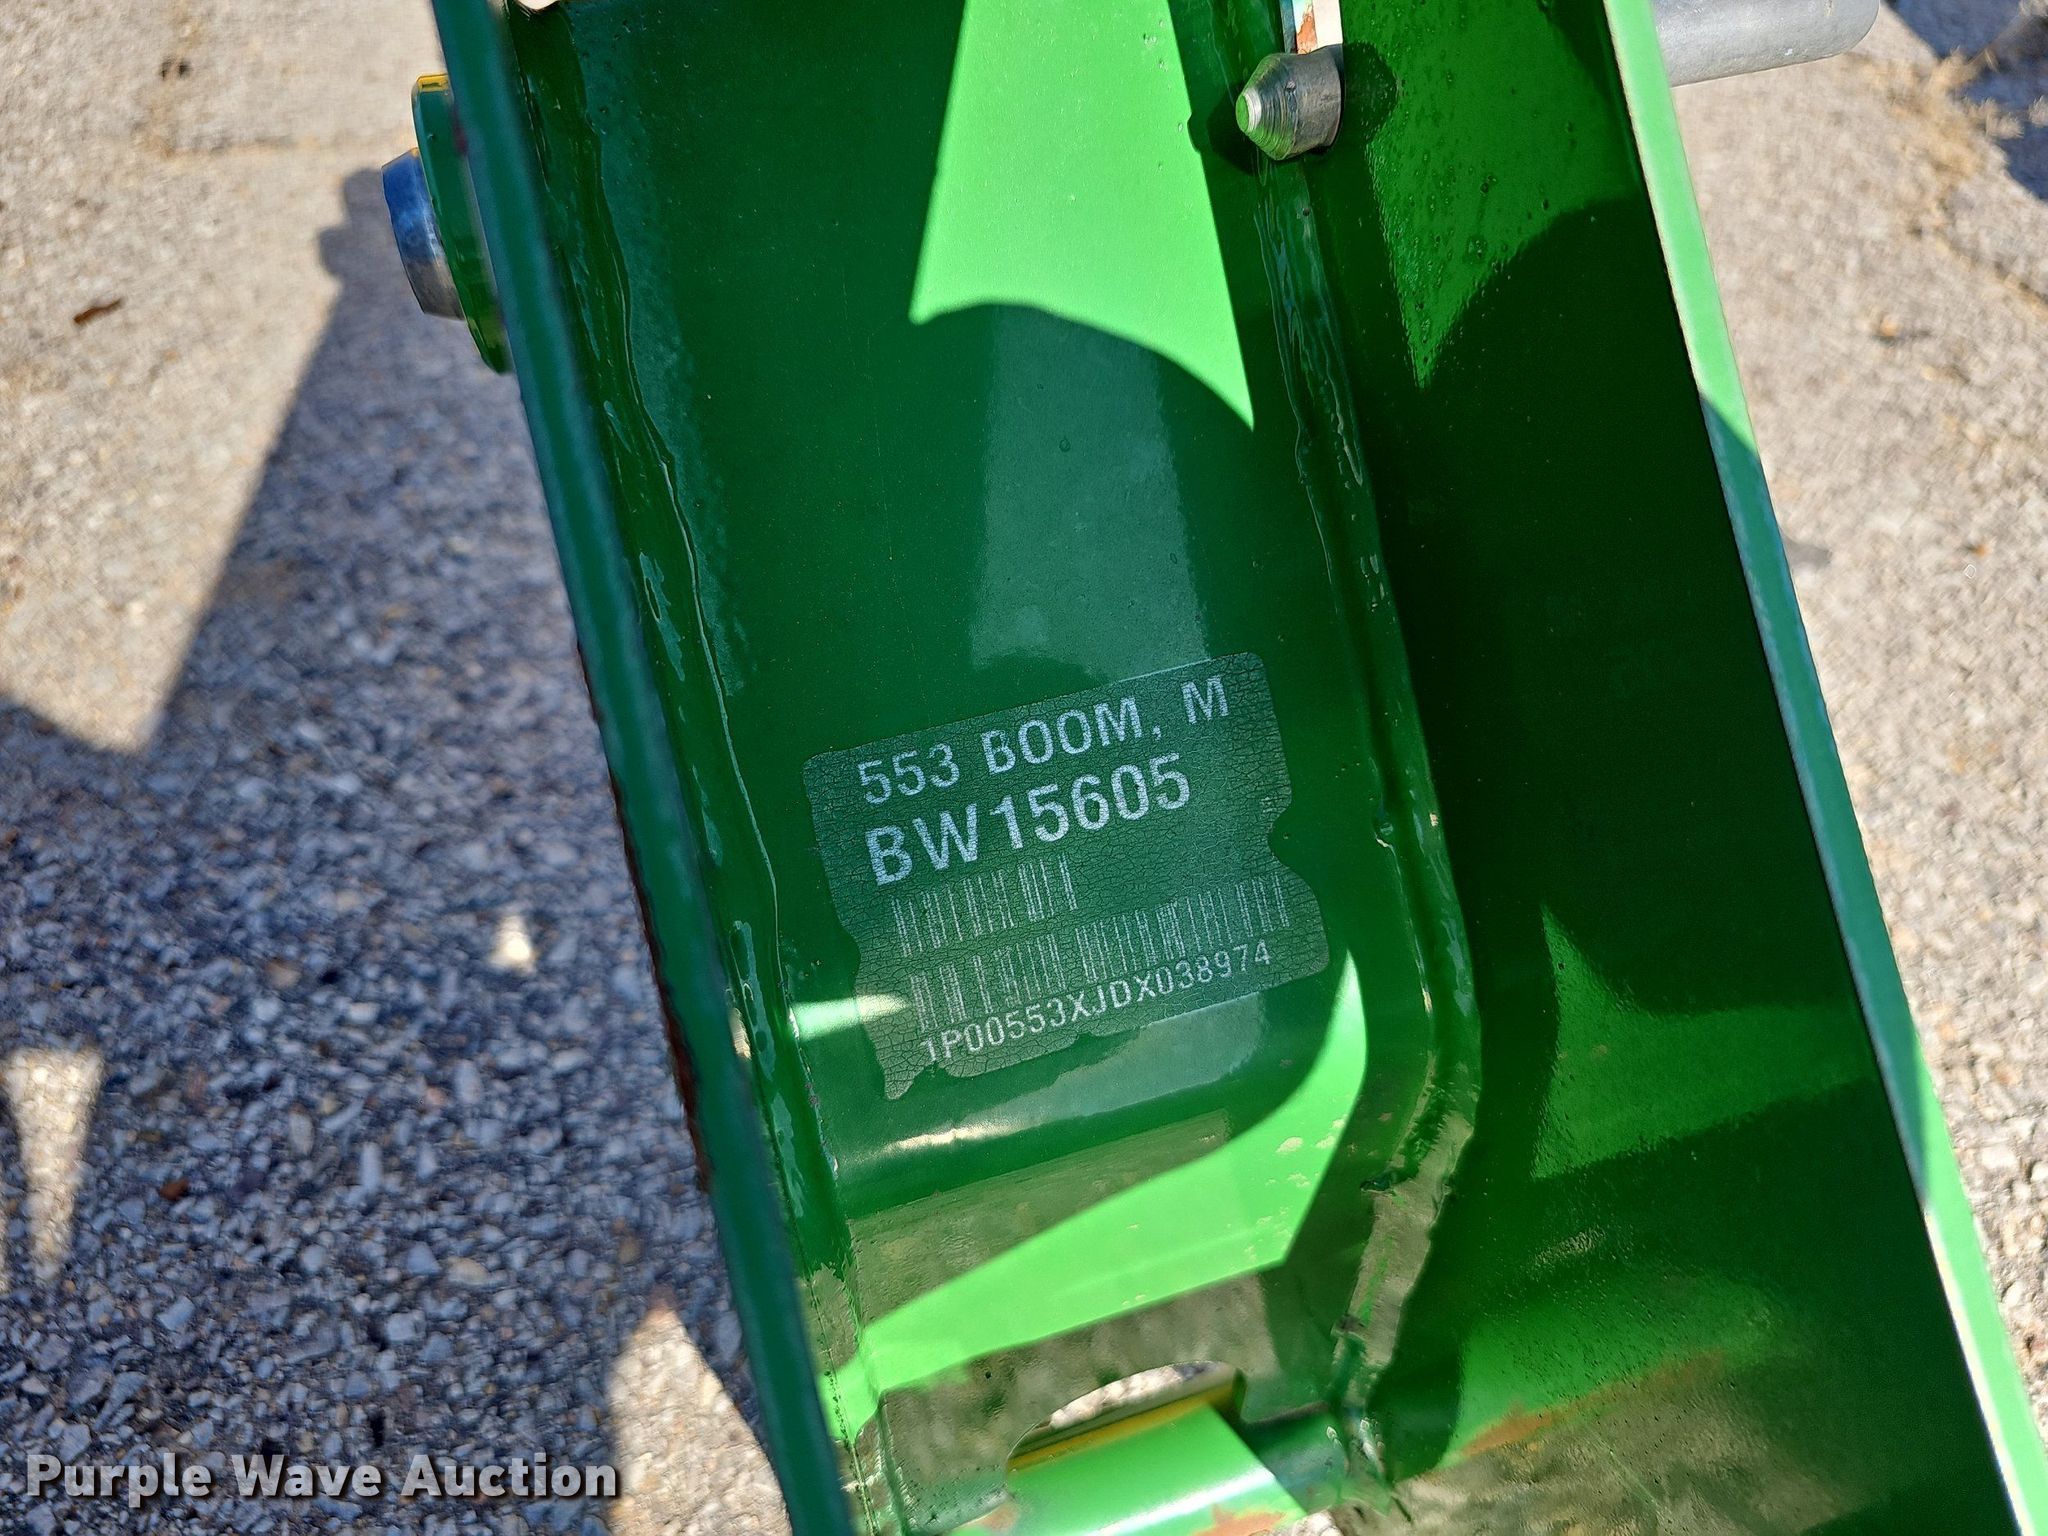 553 BOOM, M
BW15605
1P00553XJDX038974
Purple Wave Auction